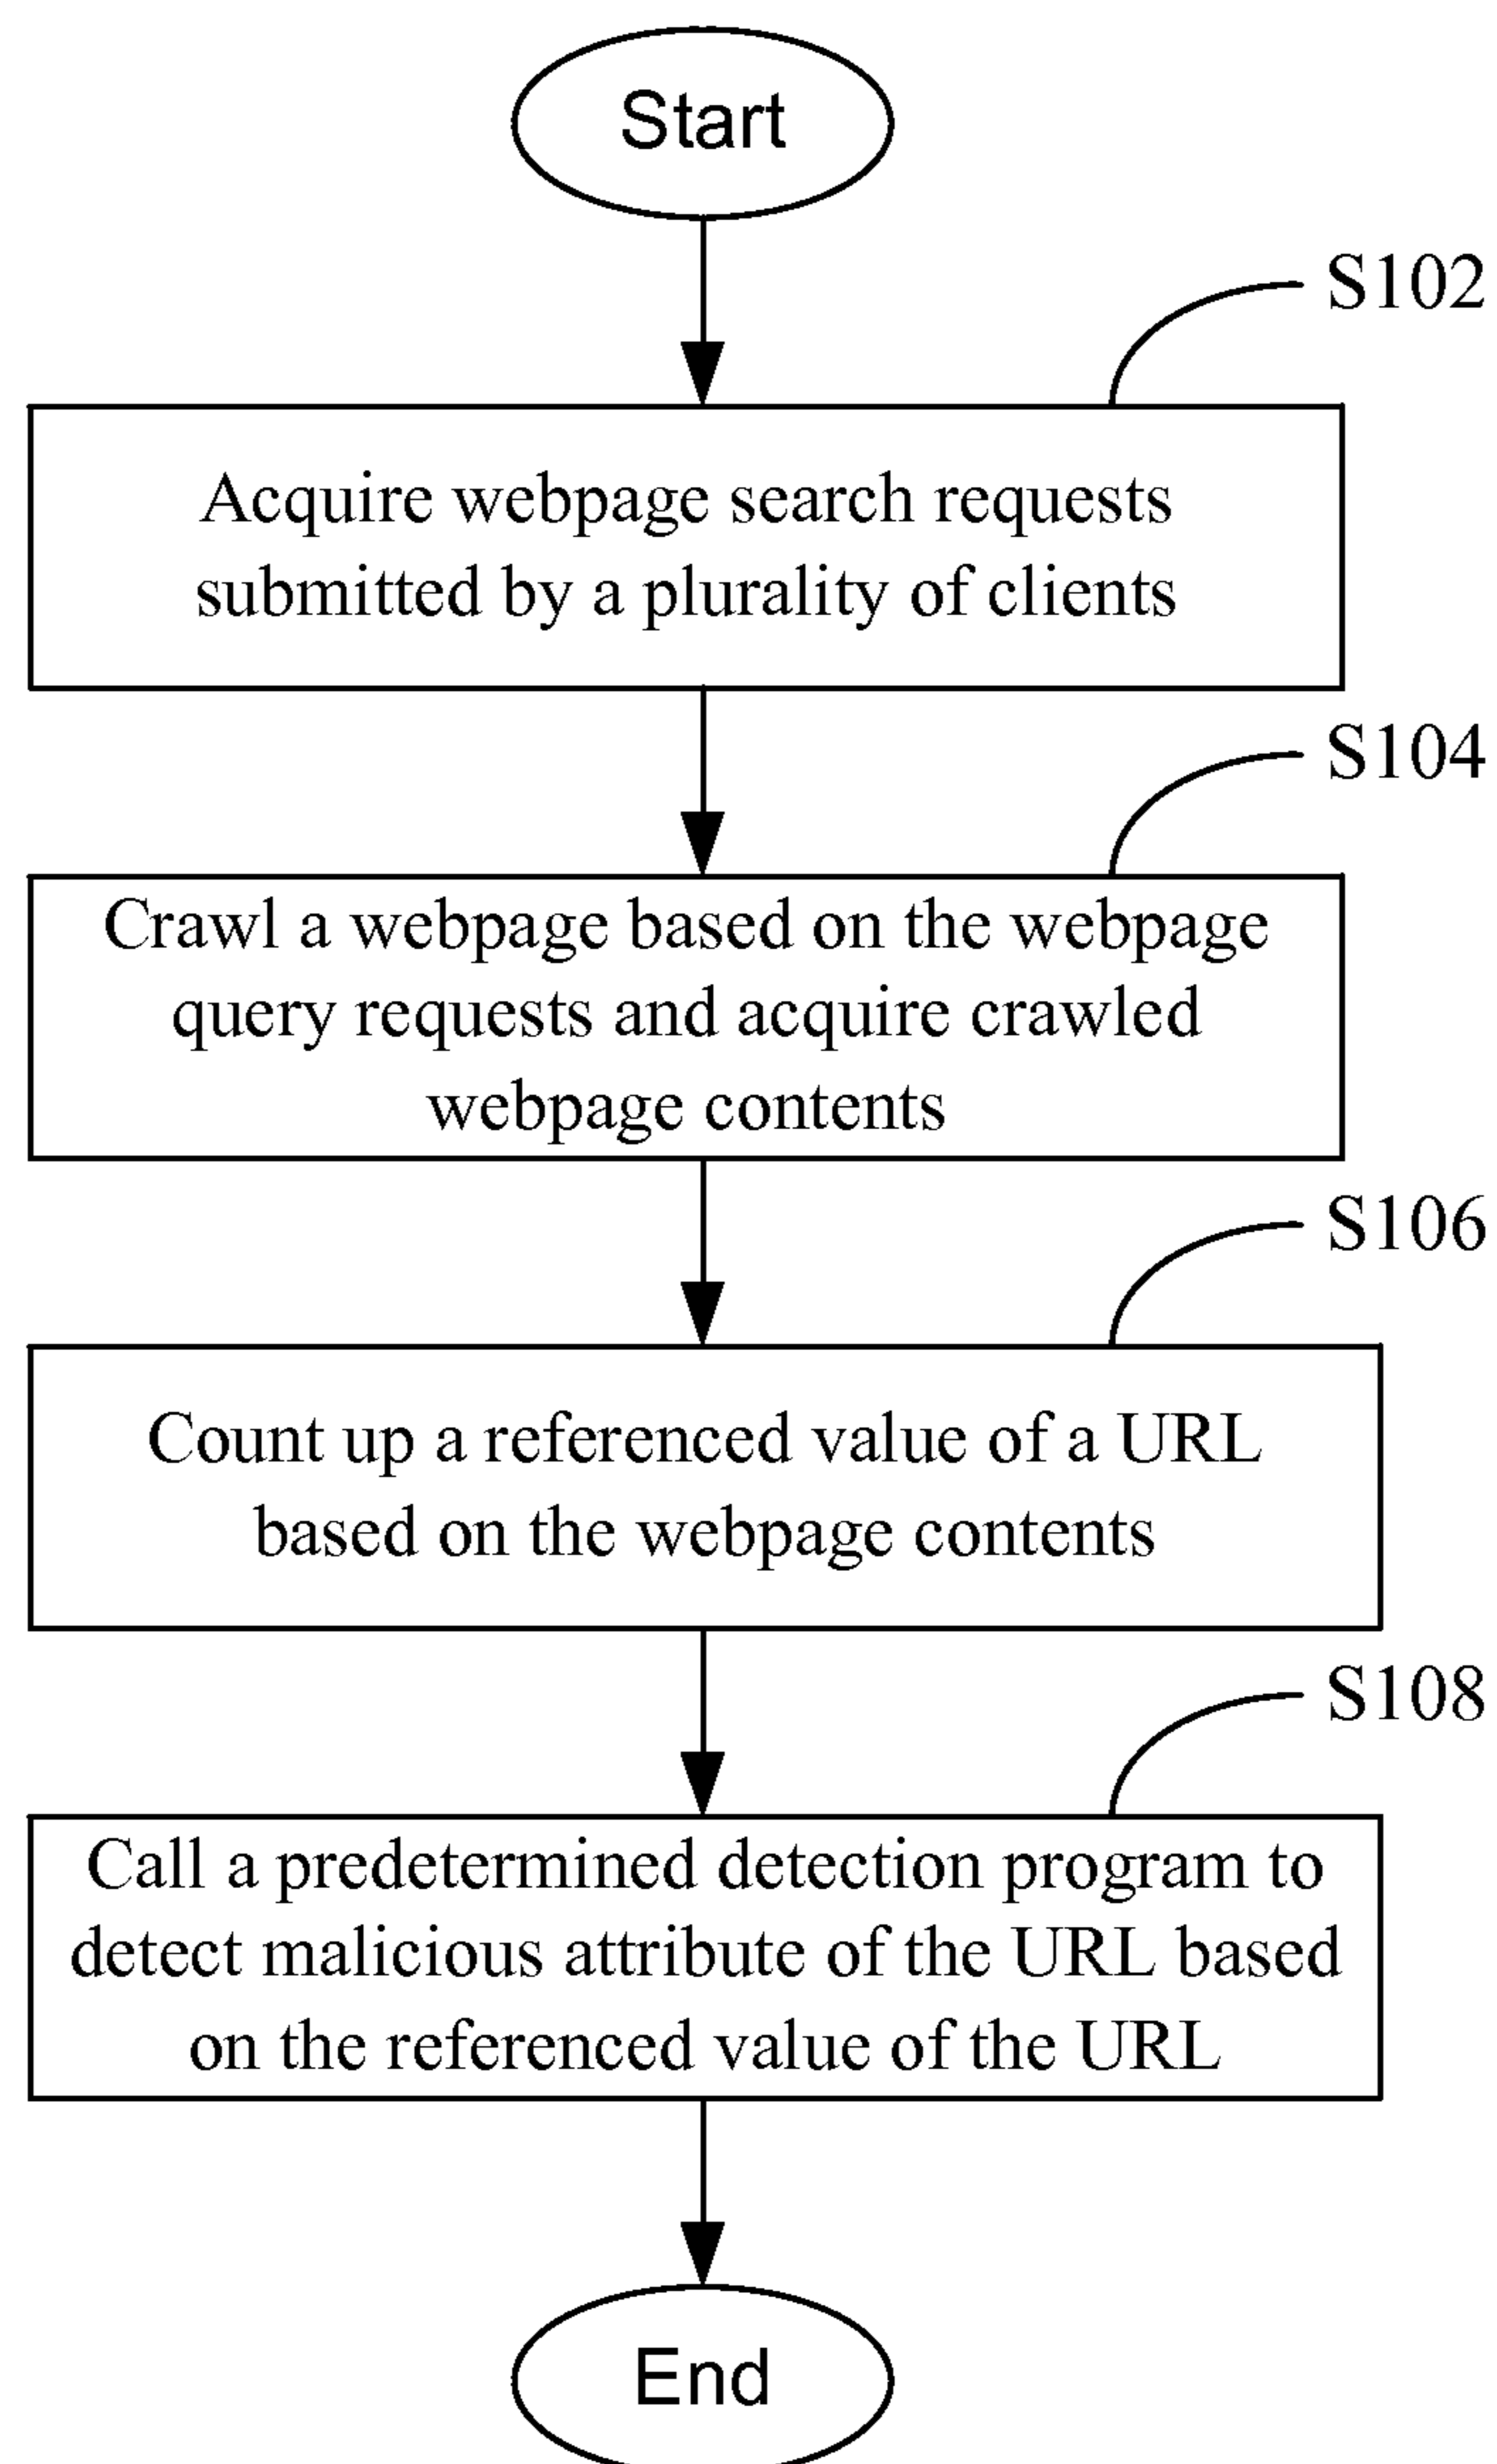 Start
S102
Acquire webpage search requests
submitted by a plurality of clients
S104
Crawl a webpage based on the webpage
query requests and acquire crawled
webpage contents
S106
Count up a referenced value of a URL
based on the webpage contents
S108
Call a predetermined detection program to
detect malicious attribute of the URL based
on the referenced value of the URL
End